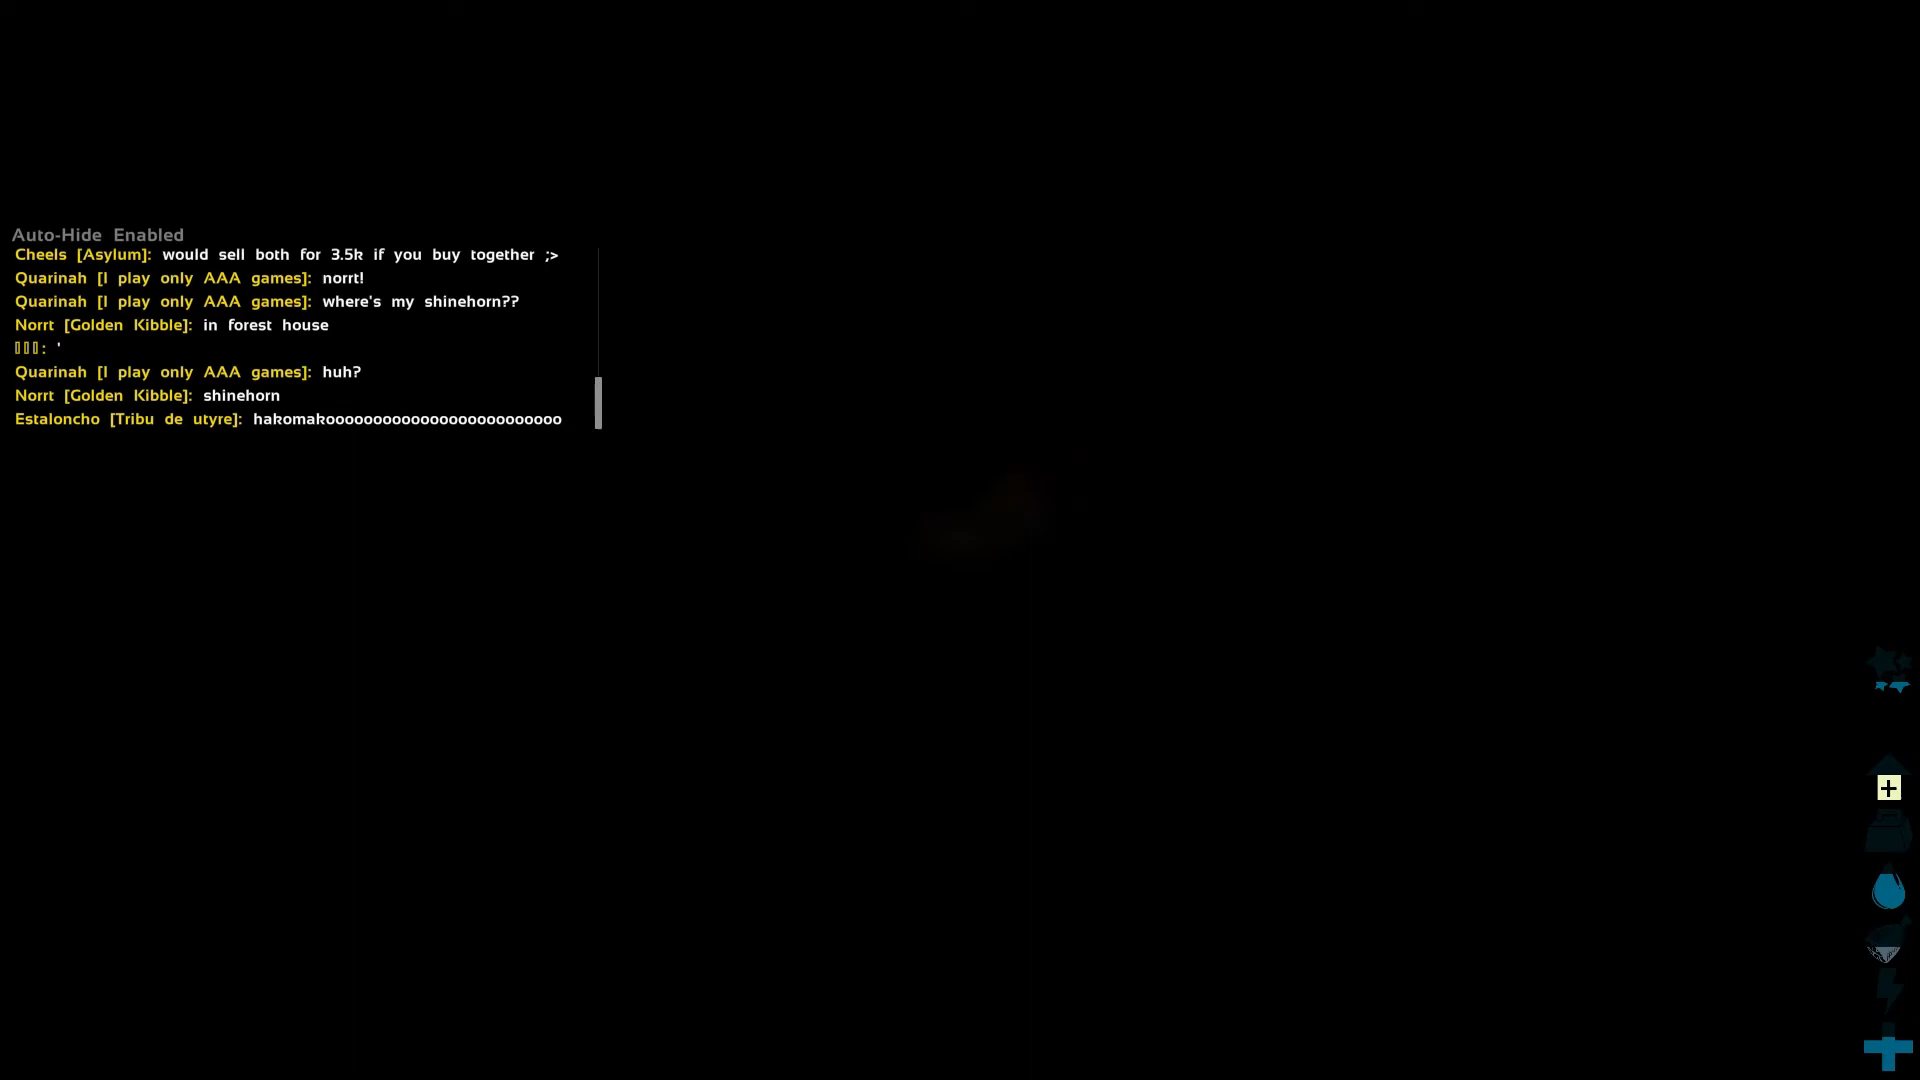 Auto-Hide Enabled
Cheels [Asylum]: would sell both for 3.5k if you buy together ;>
Quarinah [I play only AAA games]: norrt!
Quarinah [I play only AAA games]: where's my shinehorn??
Norrt [Golden Kibble]: in forest house
: '
Quarinah [I play only AAA games]: huh?
Norrt [Golden Kibble]: shinehorn
Estaloncho [Tribu de utyre]: hakomakooooooooooooooooooooooooo